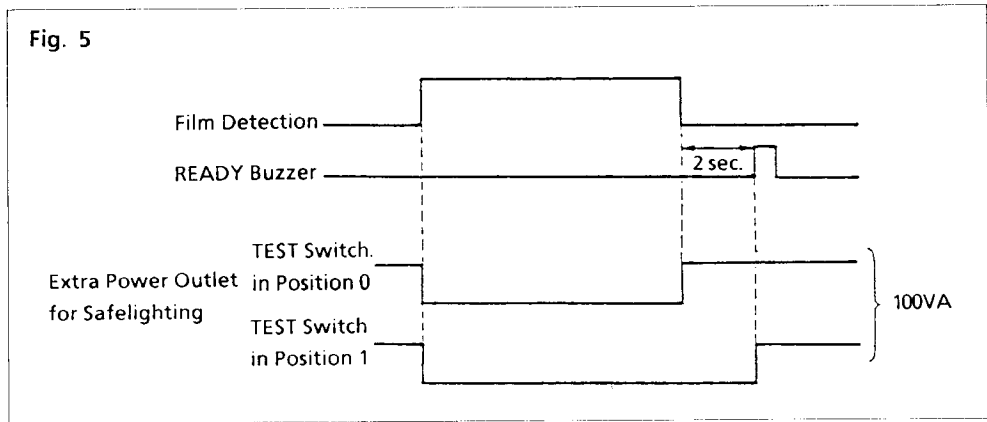 Fig. 5
Film Detection
2 sec.
READY Buzzer
TEST Switch.
in Position 0
Extra Power Outlet
for Safelighting
TEST Switch
in Position 1
100VA